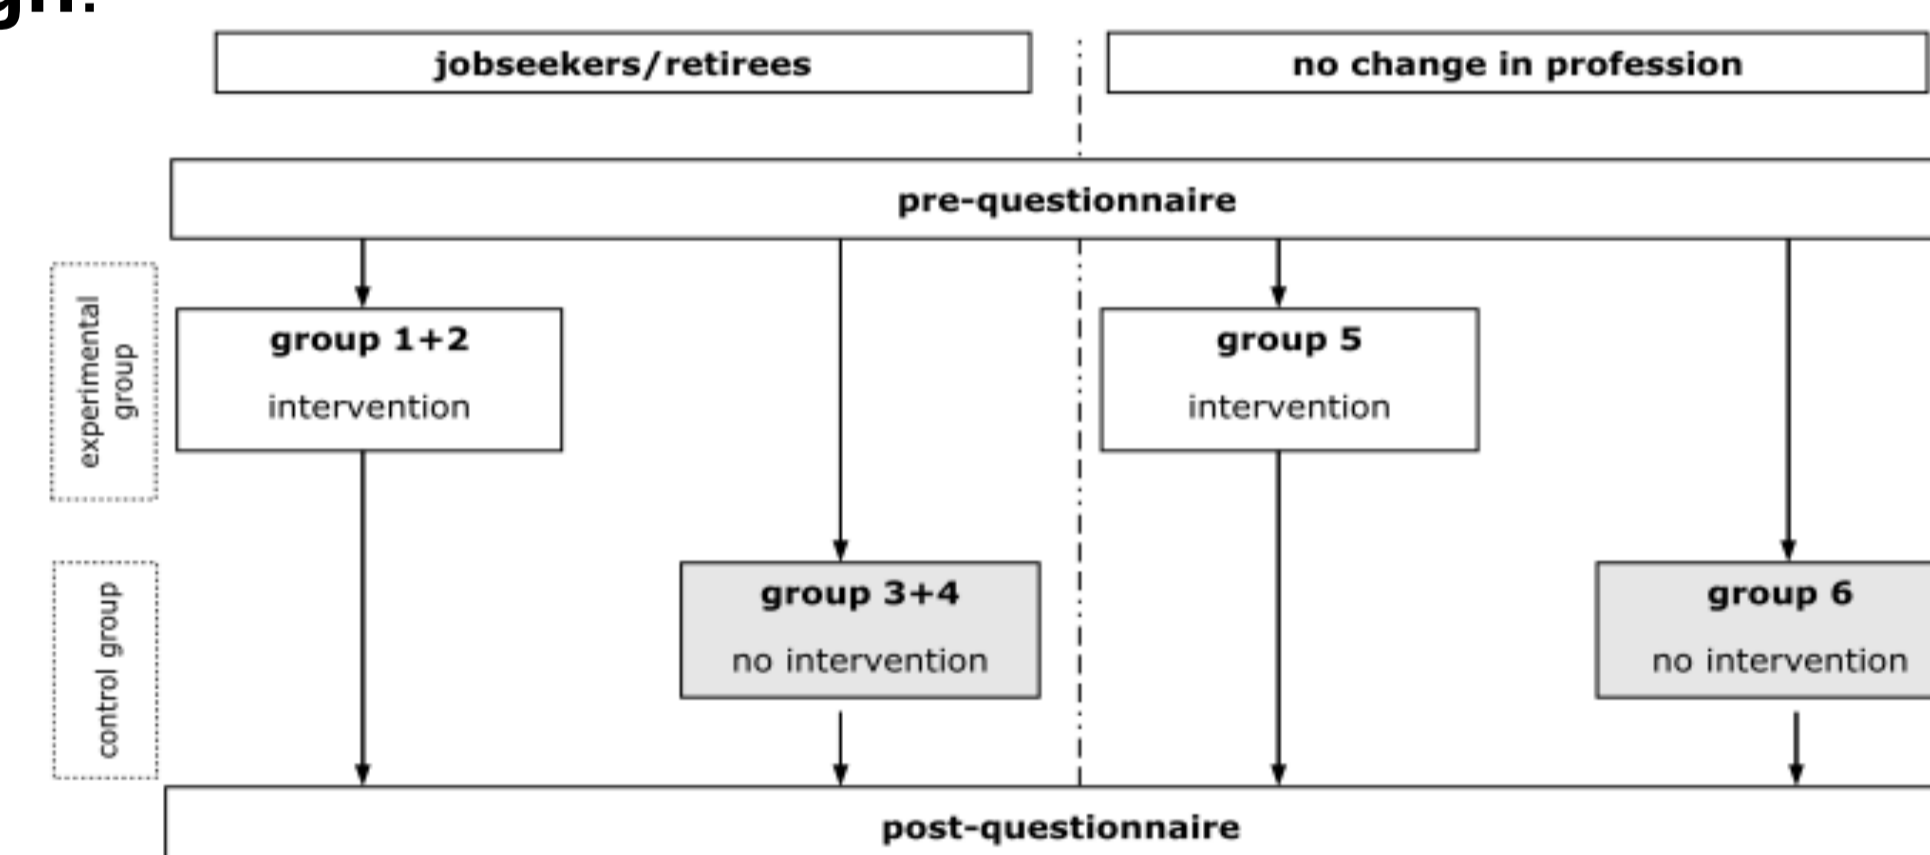 jobseekers/retirees
no change in profession
pre-questionnaire
experimental
group
group 1+2
intervention
group 5
intervention
control group
group 3+4
no intervention
group 6
no intervention
post-questionnaire